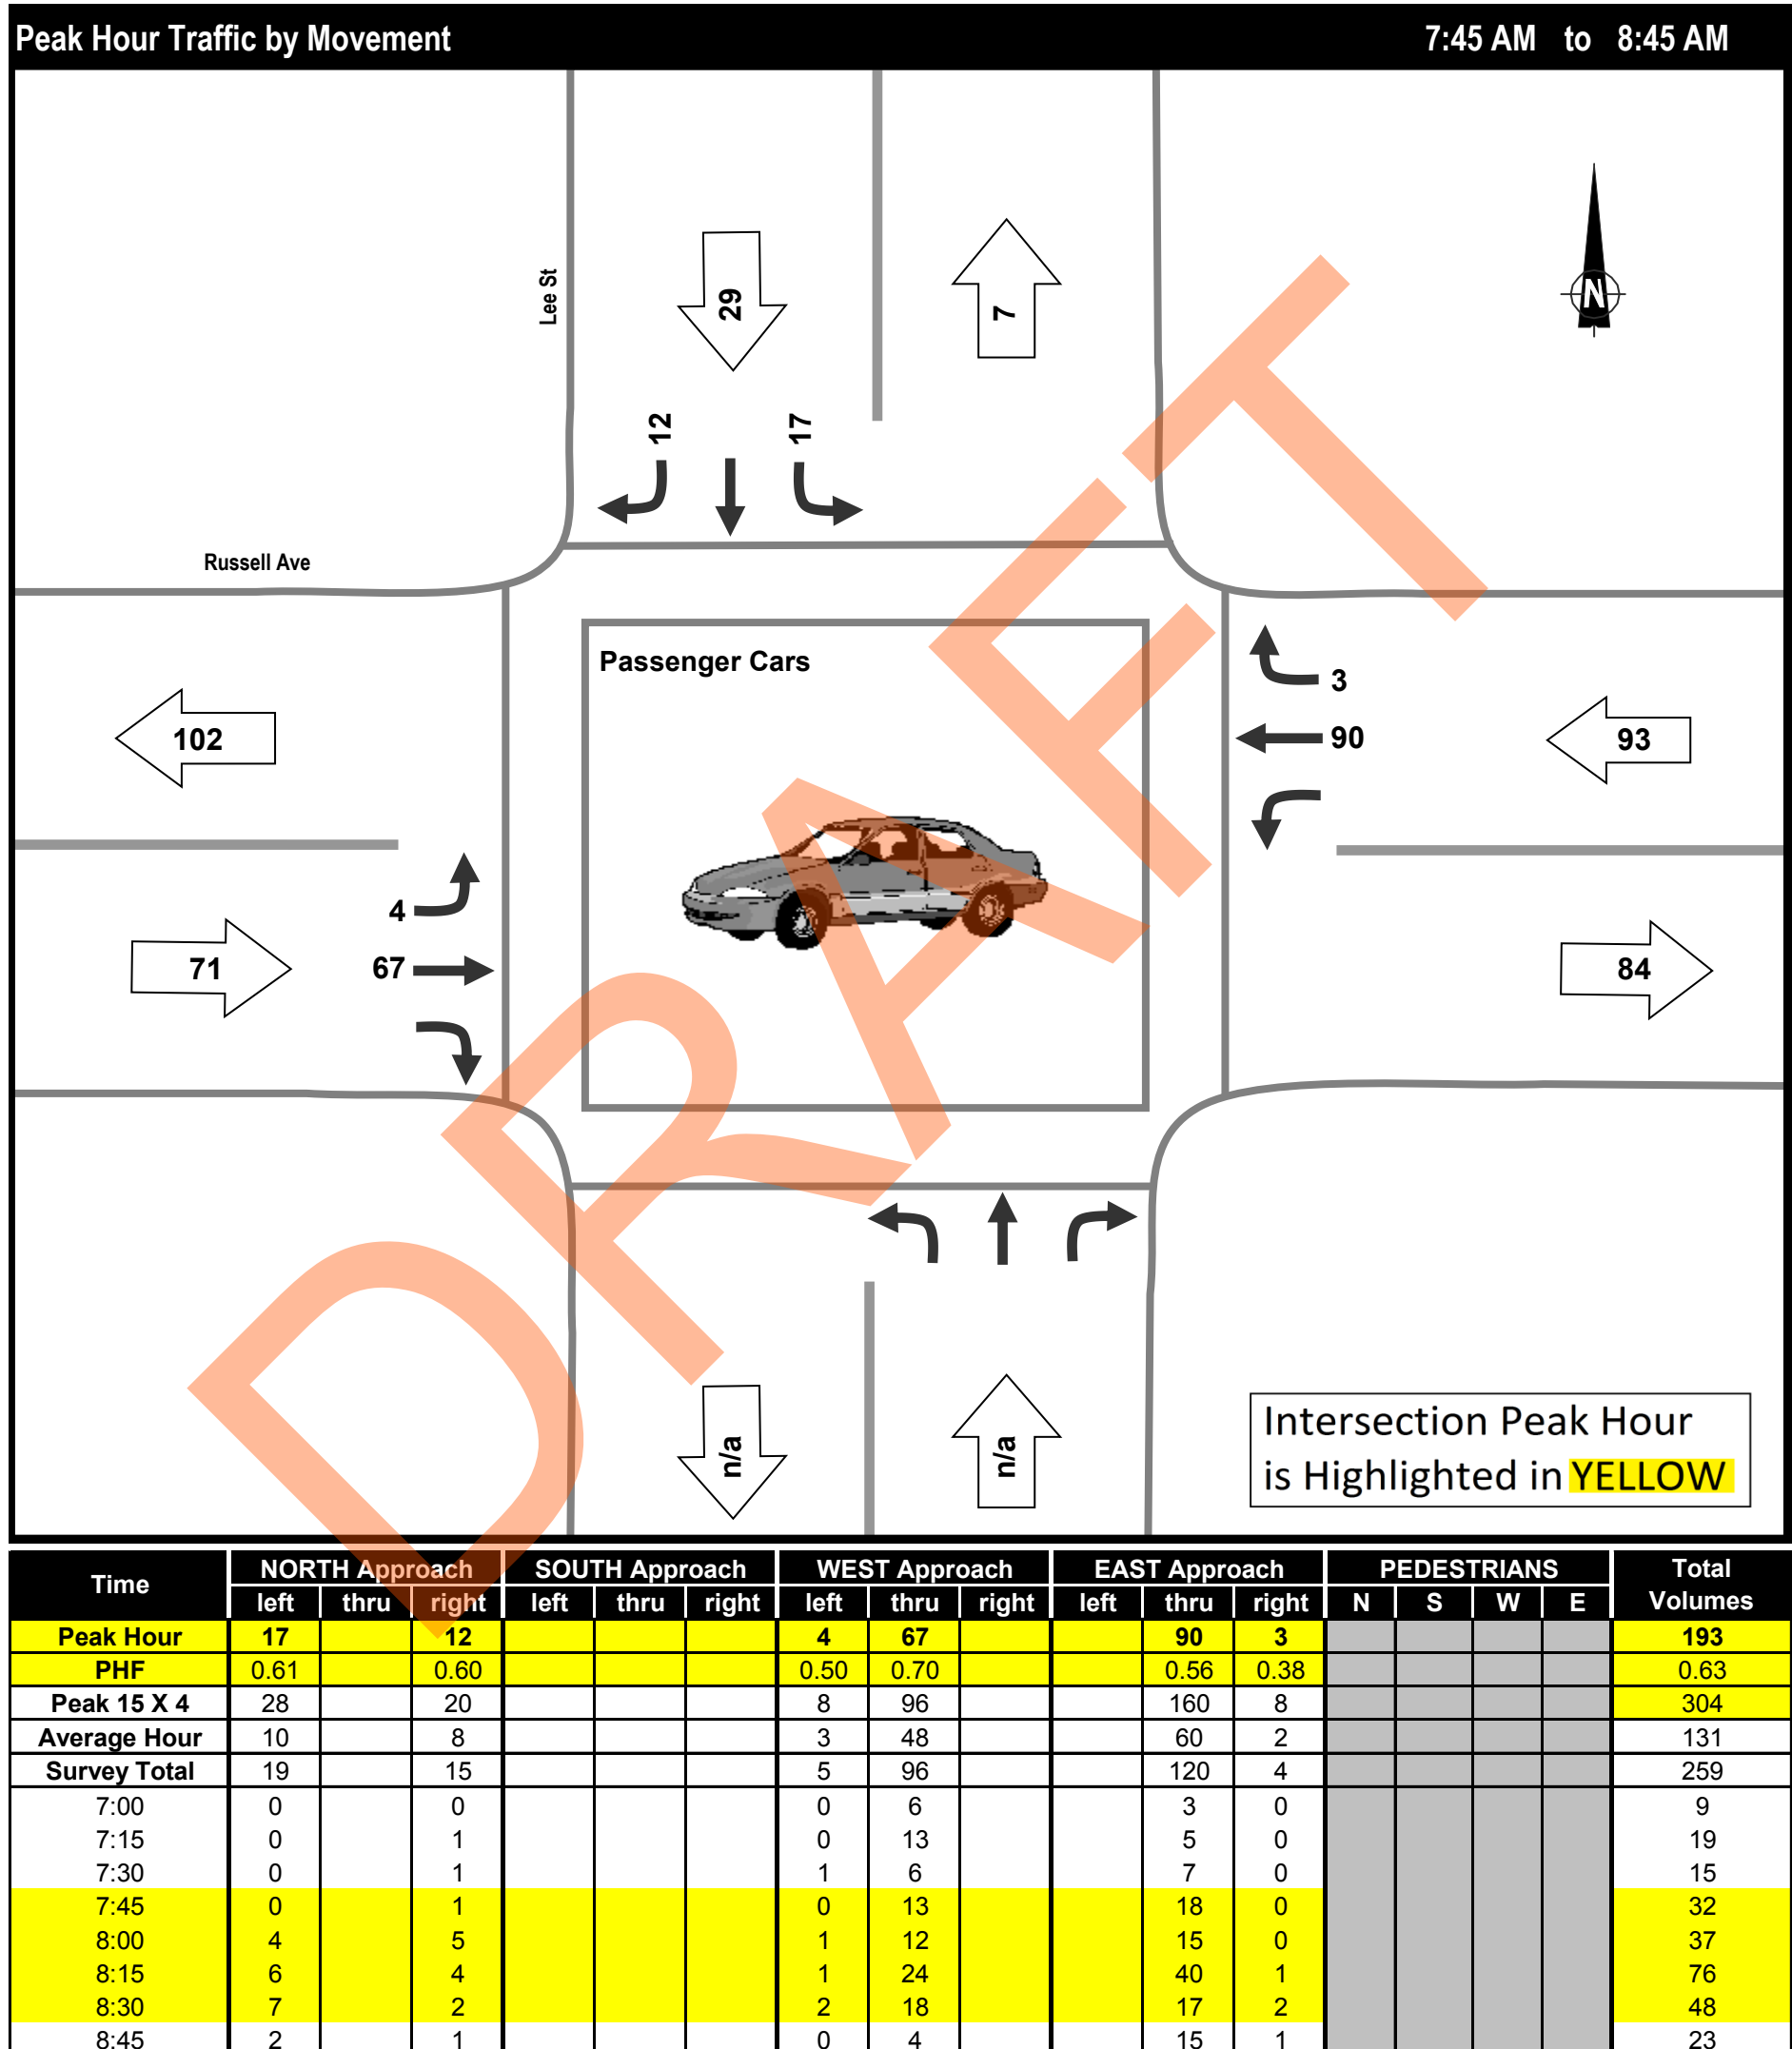 Peak Hour Traffic by Movement 7:45 AM to 8:45 AM
Lee St
29
7
N
12 17
Russell Ave
Passenger Cars
3
102
90
93
4
71
67
84
n/a
n/a
Intersection Peak Hour
is Highlighted in YELLOW
DRAFT
Time NORTH Approach SOUTH Approach WEST Approach EAST Approach PEDESTRIANS Total Volumes
left thru right left thru right left thru right left thru right N S W E
Peak Hour 17 12 4 67 90 3 193
PHF 0.61 0.60 0.50 0.70 0.56 0.38 0.63
Peak 15 X 4 28 20 8 96 160 8 304
Average Hour 10 8 3 48 60 2 131
Survey Total 19 15 5 96 120 4 259
7:00 0 0 0 6 3 0 9
7:15 0 1 0 13 5 0 19
7:30 0 1 1 6 7 0 15
7:45 0 1 0 13 18 0 32
8:00 4 5 1 12 15 0 37
8:15 6 4 1 24 40 1 76
8:30 7 2 2 18 17 2 48
8:45 2 1 0 4 15 1 23